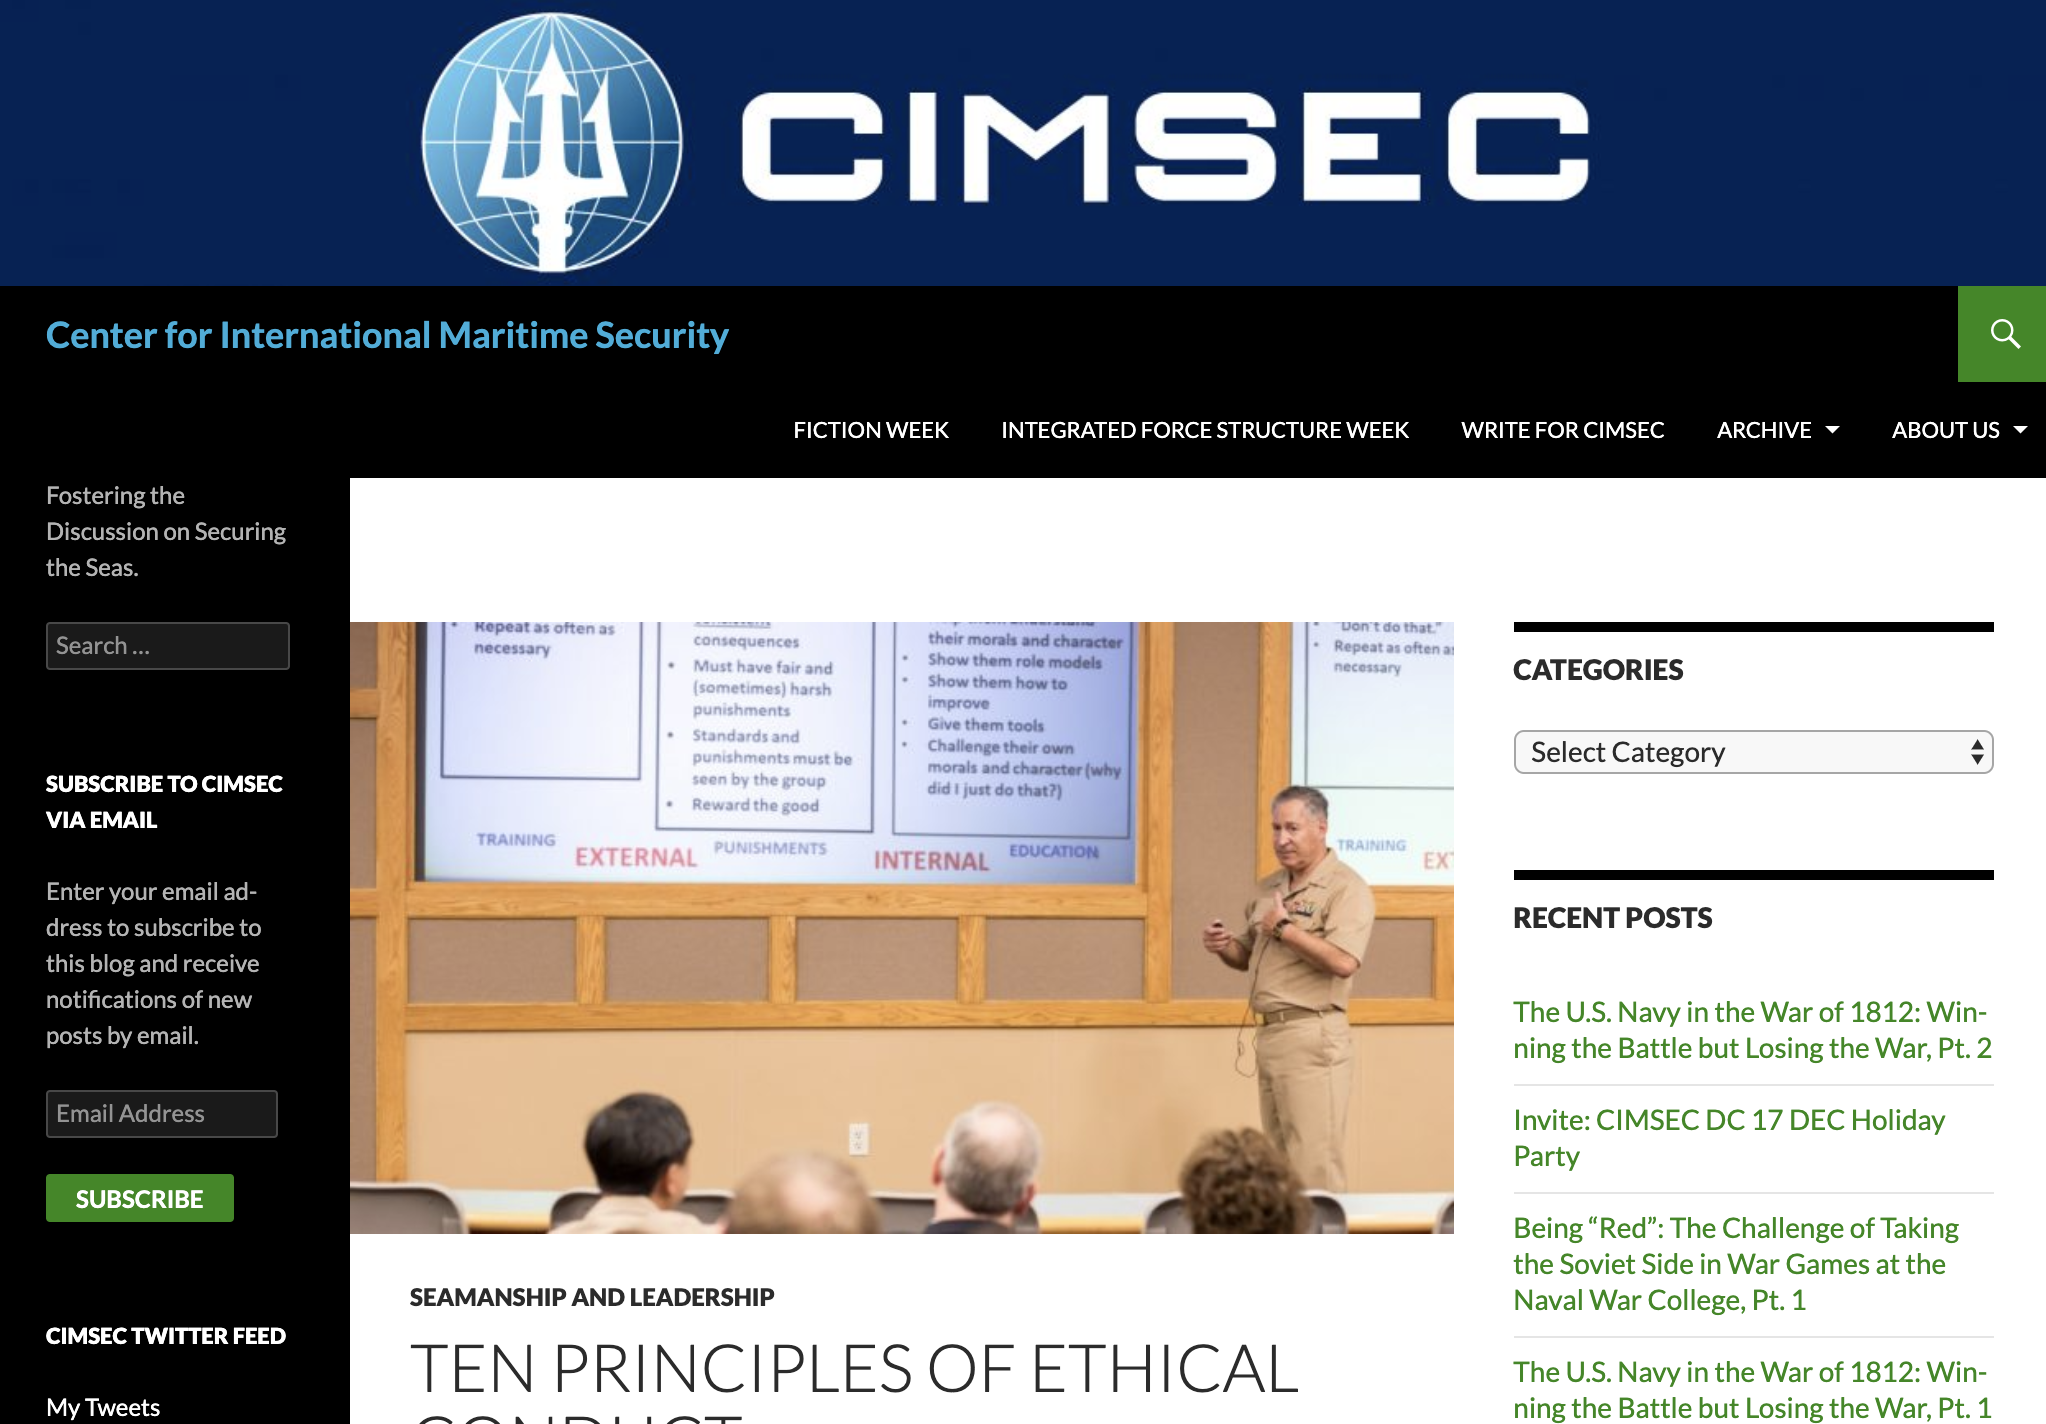 CIMSEC
Center for International Maritime Security
FICTION WEEK
INTEGRATED FORCE STRUCTURE WEEK
WRITE FOR CIMSEC
ARCHIVE
ABOUT US
Fostering the
Discussion on Securing
the Seas.
Search ...
SUBSCRIBE TO CIMSEC
VIA EMAIL
Enter your email ad-
dress to subscribe to
this blog and receive
notifications of new
posts by email.
Email Address
SUBSCRIBE
CIMSEC TWITTER FEED
My Tweets
• Repeat as often as
necessary
consequences
• Must have fair and
(sometimes) harsh
punishments
• Standards and
punishments must be
seen by the group
• Reward the good
their morals and character
• Show them role models
• Show them how to
improve
• Give them tools
• Challenge their own
morals and character (why
did I just do that?)
TRAINING
EXTERNAL
PUNISHMENTS
INTERNAL
EDUCATION
"Don't do that."
• Repeat as often as
necessary
TRAINING
SEAMANSHIP AND LEADERSHIP
TEN PRINCIPLES OF ETHICAL
CONDUCT
CATEGORIES
Select Category
RECENT POSTS
The U.S. Navy in the War of 1812: Win-
ning the Battle but Losing the War, Pt. 2
Invite: CIMSEC DC 17 DEC Holiday
Party
Being “Red”: The Challenge of Taking
the Soviet Side in War Games at the
Naval War College, Pt. 1
The U.S. Navy in the War of 1812: Win-
ning the Battle but Losing the War, Pt. 1